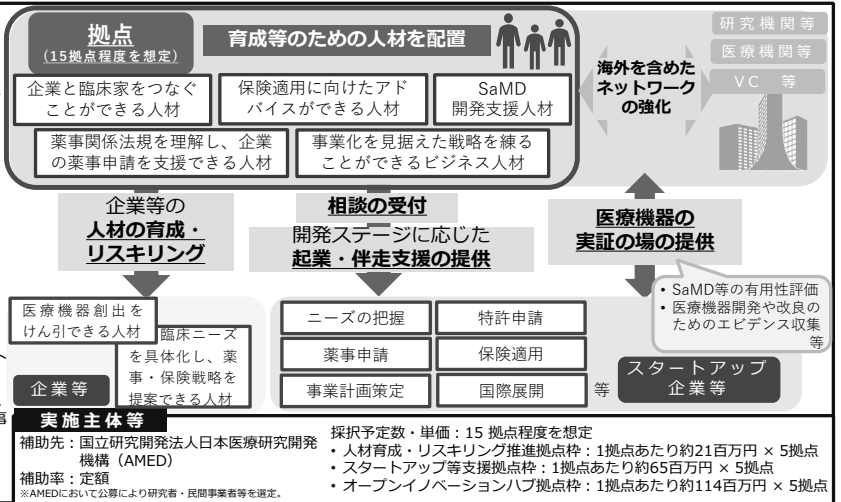 拠点
（15拠点程度を想定）
育成等のための人材を配置
企業と臨床家をつなぐ
ことができる人材
保険適用に向けたアド
バイスができる人材
SaMD
開発支援人材
薬事関係法規を理解し、企業
の薬事申請を支援できる人材
事業化を見据えた戦略を練る
ことができるビジネス人材
海外を含めた
ネットワーク
の強化
研究機関等
医療機関等
VC 等
企業等の
人材の育成・
リスキリング
相談の受付
開発ステージに応じた
起業・伴走支援の提供
医療機器の
実証の場の提供
• SaMD等の有用性評価
• 医療機器開発や改良の
ためのエビデンス収集
等
医療機器創出を
けん引できる人材
臨床ニーズ
を具体化し、薬
事・保険戦略を
提案できる人材
企業等
ニーズの把握
特許申請
薬事申請
保険適用
事業計画策定
国際展開
等
スタートアップ
企業等
事
実施主体等
補助先：国立研究開発法人日本医療研究開発
機構（AMED）
補助率：定額
※AMEDにおいて公募により研究者・民間事業者等を選定。
採択予定数・単価：15 拠点程度を想定
・人材育成・リスキリング推進拠点枠：1拠点あたり約21百万円 × 5拠点
・スタートアップ等支援拠点枠：1拠点あたり約65百万円 × 5拠点
・オープンイノベーションハブ拠点枠：1拠点あたり約114百万円 × 5拠点